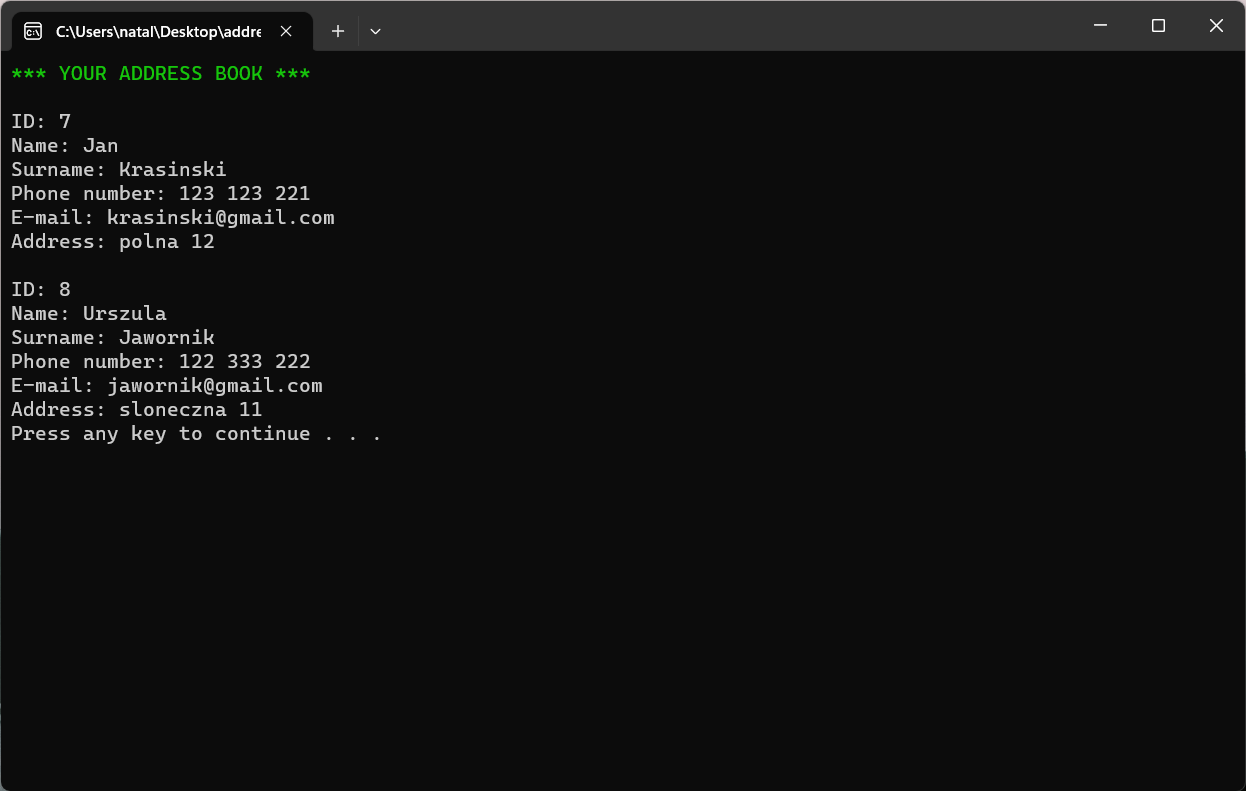 C:\Users\natal\Desktop\addre
*** YOUR ADDRESS BOOK ***
ID: 7
Name: Jan
Surname: Krasinski
Phone number: 123 123 221
E-mail: krasinski@gmail.com
Address: polna 12
ID: 8
Name: Urszula
Surname: Jawornik
Phone number: 122 333 222
E-mail: jawornik@gmail.com
Address: sloneczna 11
Press any key to continue . . .